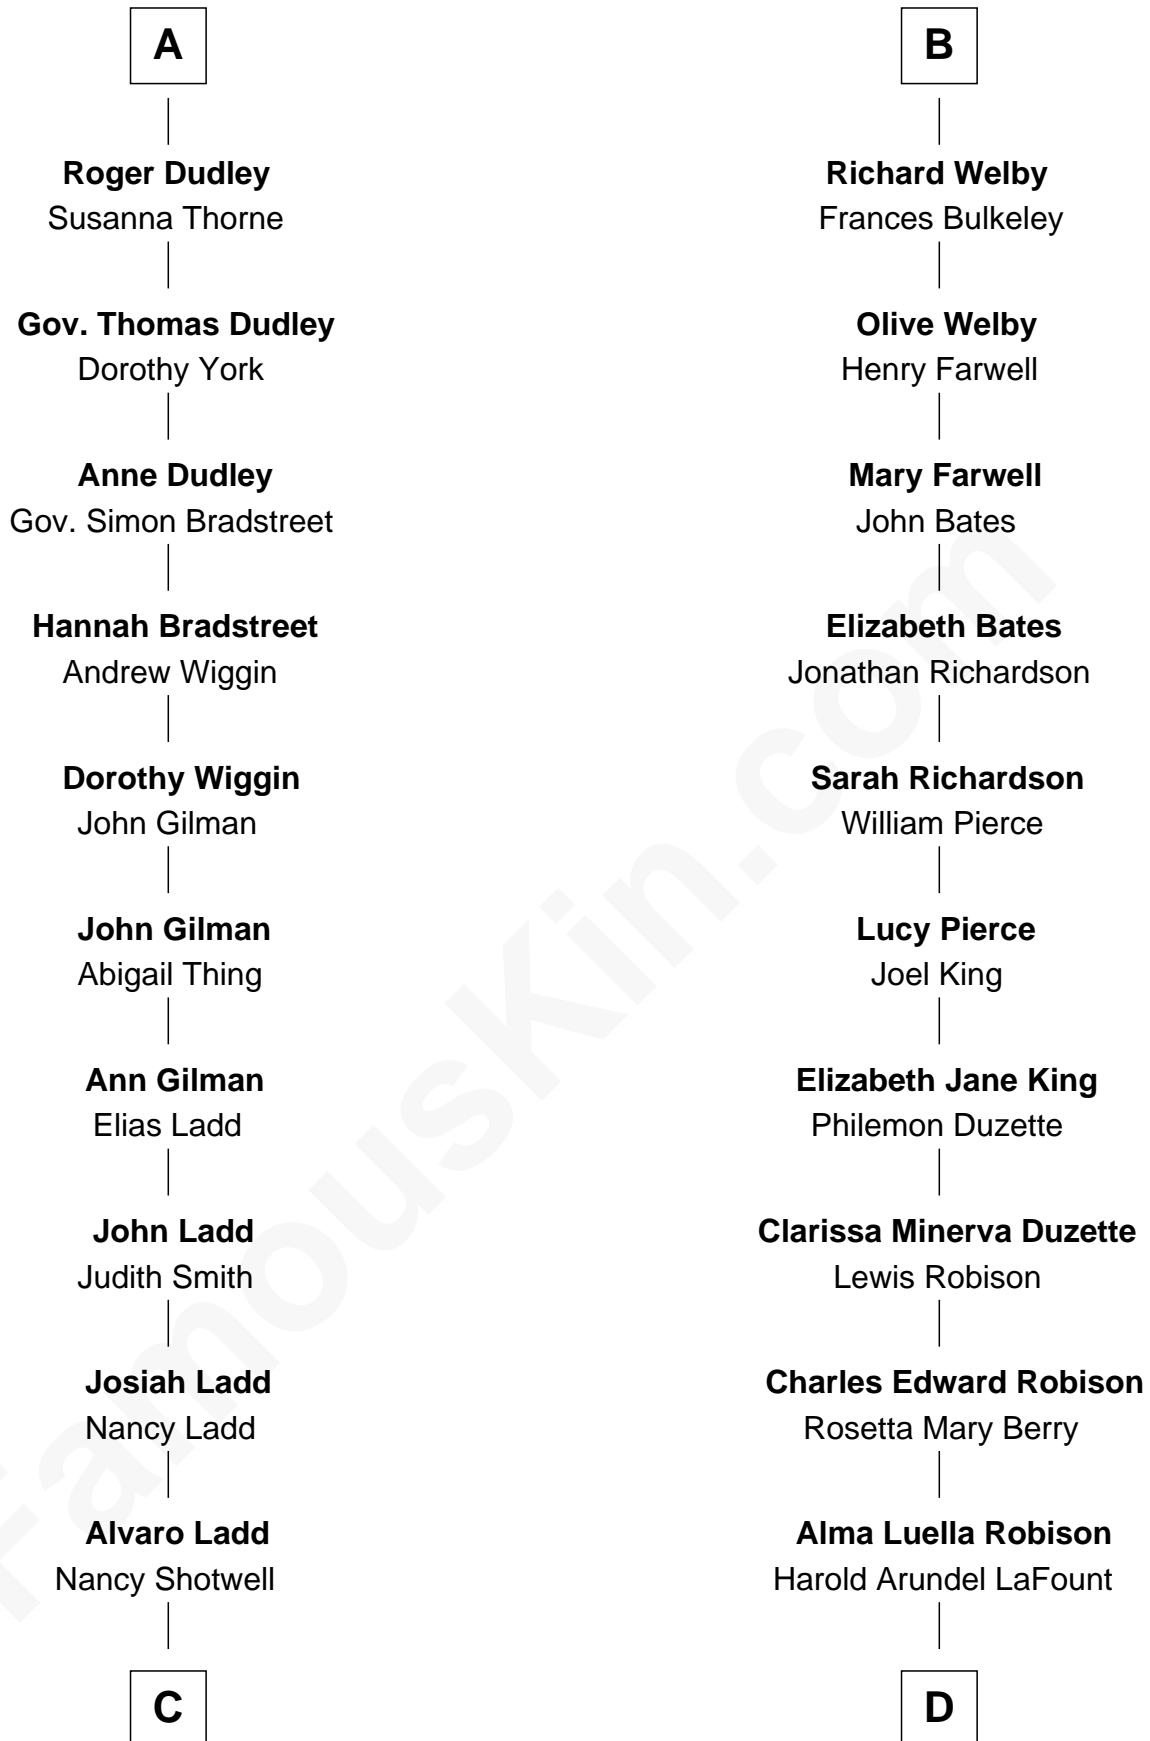 A
Roger Dudley
Susanna Thorne
Gov. Thomas Dudley
Dorothy York
Anne Dudley
Gov. Simon Bradstreet
Hannah Bradstreet
Andrew Wiggin
Dorothy Wiggin
John Gilman
John Gilman
Abigail Thing
Ann Gilman
Elias Ladd
John Ladd
Judith Smith
Josiah Ladd
Nancy Ladd
Alvaro Ladd
Nancy Shotwell
C
B
Richard Welby
Frances Bulkeley
Olive Welby
Henry Farwell
Mary Farwell
John Bates
Elizabeth Bates
Jonathan Richardson
Sarah Richardson
William Pierce
Lucy Pierce
Joel King
Elizabeth Jane King
Philemon Duzette
Clarissa Minerva Duzette
Lewis Robison
Charles Edward Robison
Rosetta Mary Berry
Alma Luella Robison
Harold Arundel LaFount
D
FamousKin.com